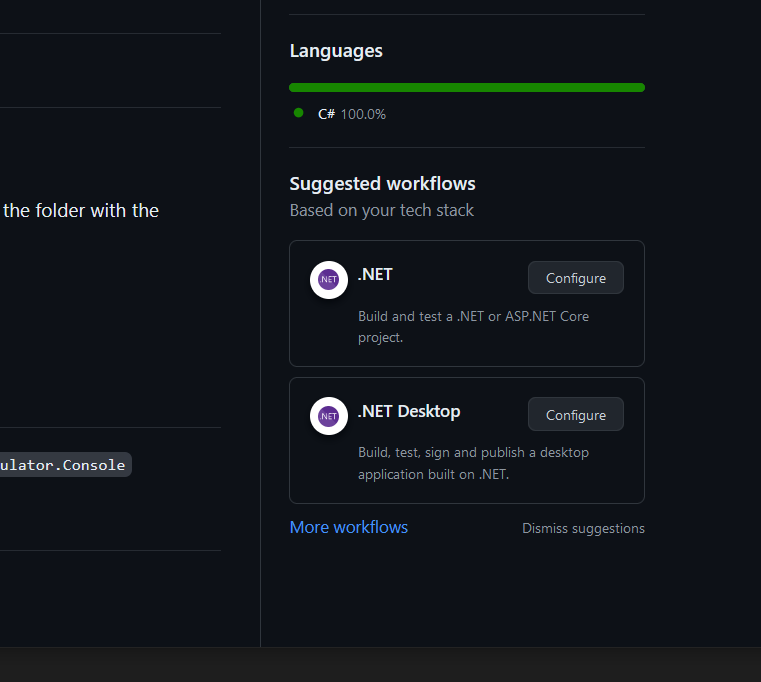 Languages
C# 100.0%
Suggested workflows
Based on your tech stack
the folder with the
.NET
.NET
Configure
Build and test a .NET or ASP.NET Core
project.
.NET
.NET Desktop
Configure
ulator.Console
Build, test, sign and publish a desktop
application built on .NET.
More workflows
Dismiss suggestions